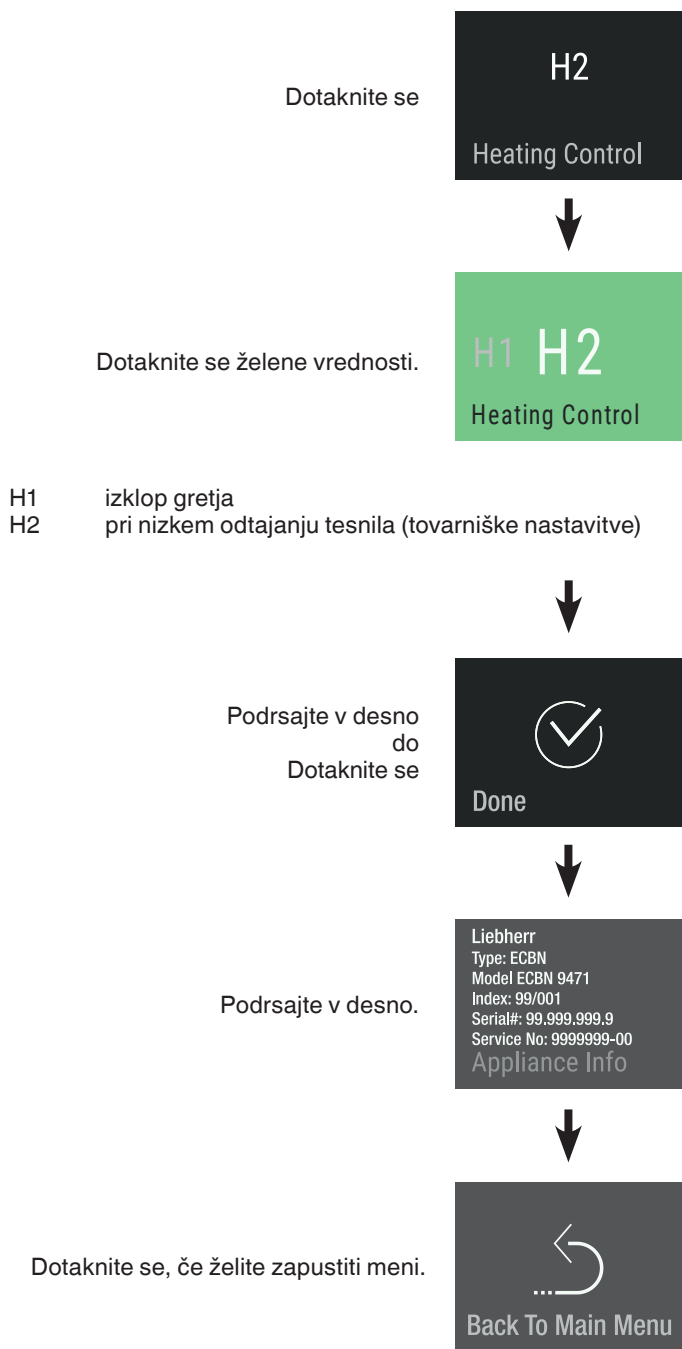 H2
Dotaknite se
Heating Control
H1 H2
Dotaknite se želene vrednosti.
Heating Control
H1 izklop gretja
H2 pri nizkem odtajanju tesnila (tovarniške nastavitve)
Podrsajte v desno
do
Dotaknite se
Done
Liebherr
Type: ECBN
Model ECBN 9471
Index: 99/001
Podrsajte v desno.
Serial#: 99.999.999.9
Service No: 9999999-00
Appliance Info
Dotaknite se, če želite zapustiti meni.
Back To Main Menu